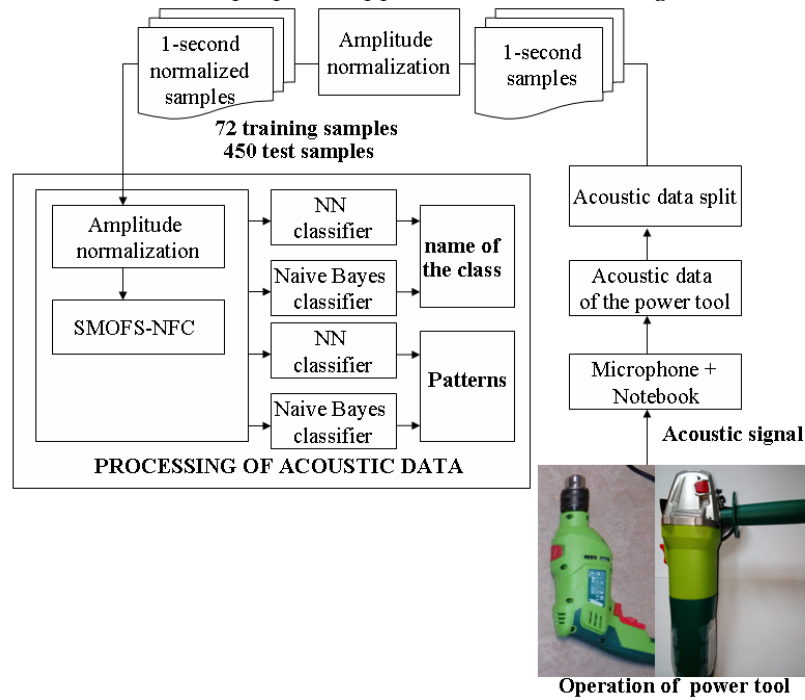 1-second
normalized
samples
Amplitude
normalization
1-second
samples
72 training samples
450 test samples
Acoustic data split
Amplitude
normalization
NN
classifier
name of
the class
Naive Bayes
classifier
Acoustic data
of the power tool
SMOFS-NFC
NN
classifier
Patterns
Microphone +
Notebook
Naive Bayes
classifier
Acoustic signal
PROCESSING OF ACOUSTIC DATA
Operation of power tool